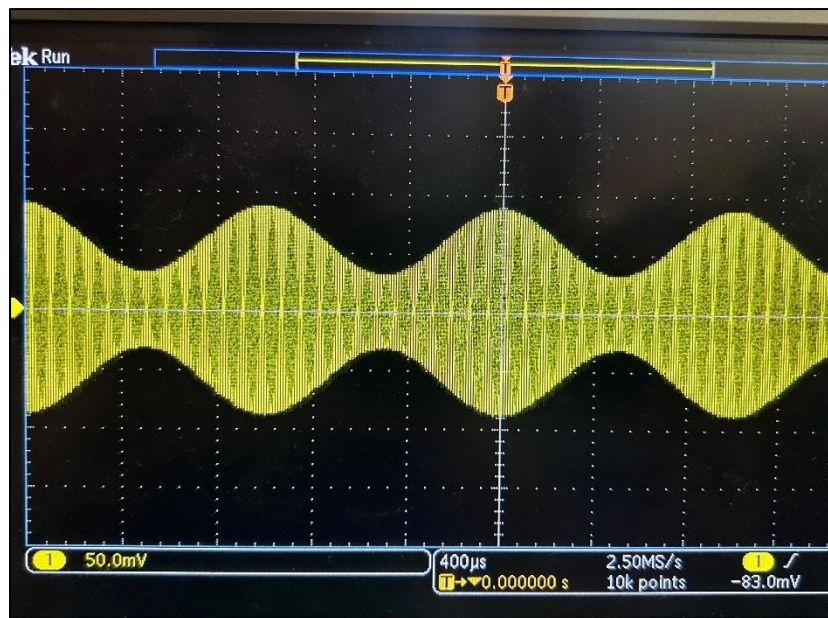 ek Run
T
T
1 50.0mV
400µs 2.50MS/s 1
T→▼0.000000 s 10k points -83.0mV